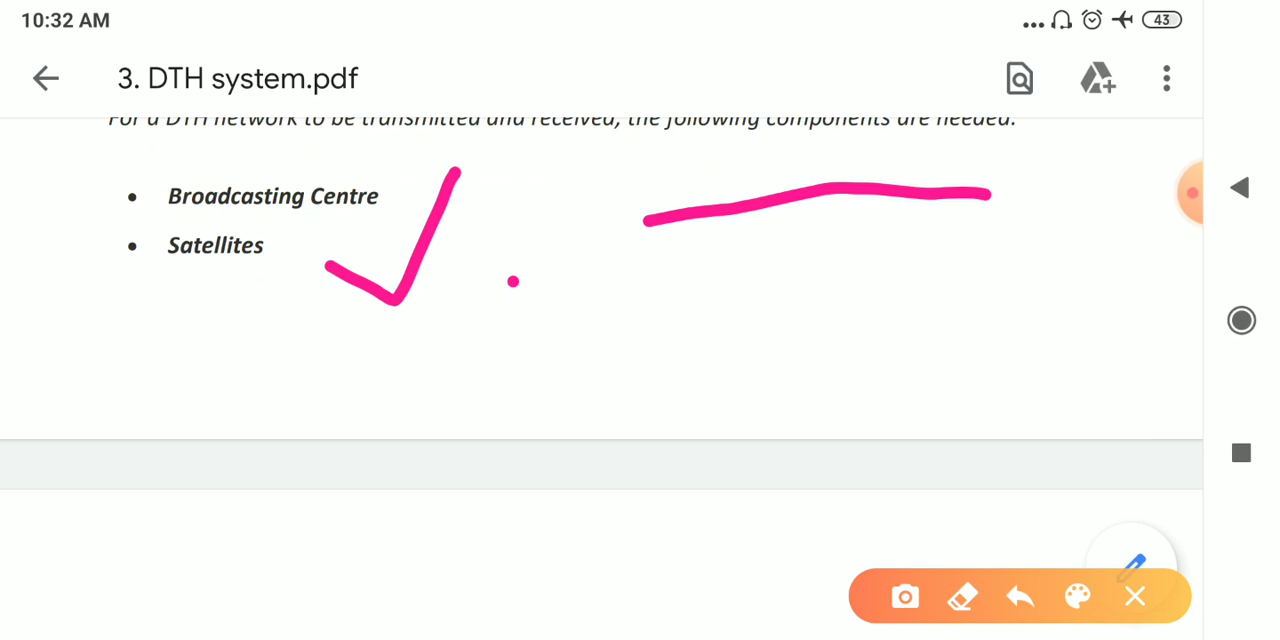 10:32 AM
43
3. DTH system.pdf
For a DTH network to be transmitted and received, the following components are needed:
• Broadcasting Centre
• Satellites